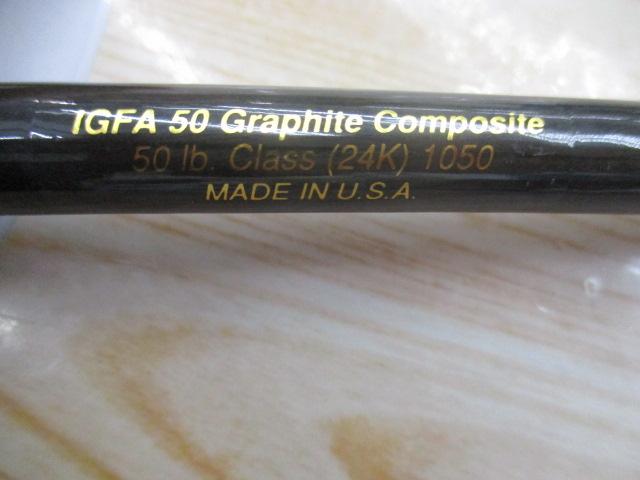 IGFA 50 Graphite Composite
50 lb. Class (24K) 1050
MADE IN U.S.A.